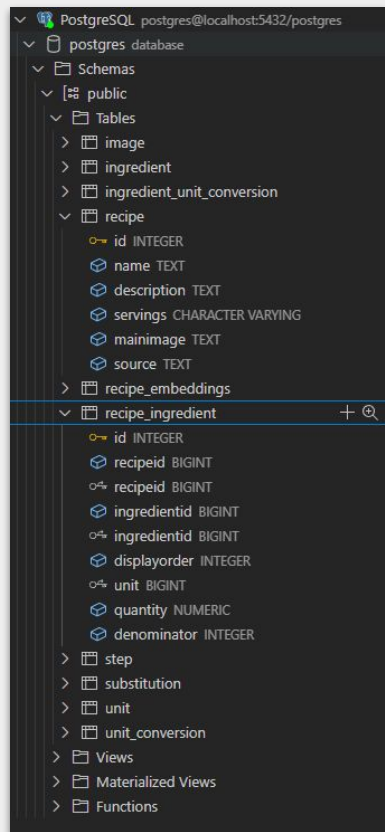 PostgreSQL postgres@localhost:5432/postgres
postgres database
Schemas
public
Tables
image
ingredient
ingredient_unit_conversion
recipe
id INTEGER
name TEXT
description TEXT
servings CHARACTER VARYING
mainimage TEXT
source TEXT
recipe_embeddings
recipe_ingredient
id INTEGER
recipeid BIGINT
recipeid BIGINT
ingredientid BIGINT
ingredientid BIGINT
displayorder INTEGER
unit BIGINT
quantity NUMERIC
denominator INTEGER
step
substitution
unit
unit_conversion
Views
Materialized Views
Functions